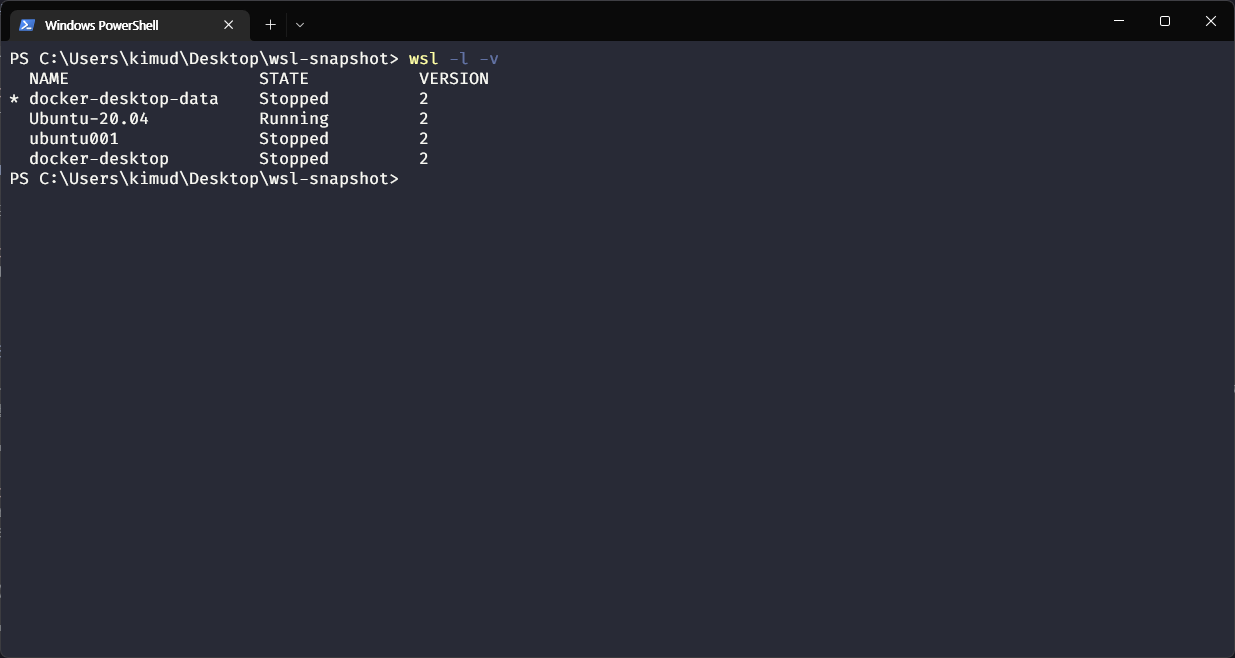 Windows PowerShell
PS C:\Users\kimud\Desktop\wsl-snapshot> wsl -l -v
  NAME                   STATE           VERSION
* docker-desktop-data    Stopped         2
  Ubuntu-20.04           Running         2
  ubuntu001              Stopped         2
  docker-desktop         Stopped         2
PS C:\Users\kimud\Desktop\wsl-snapshot>